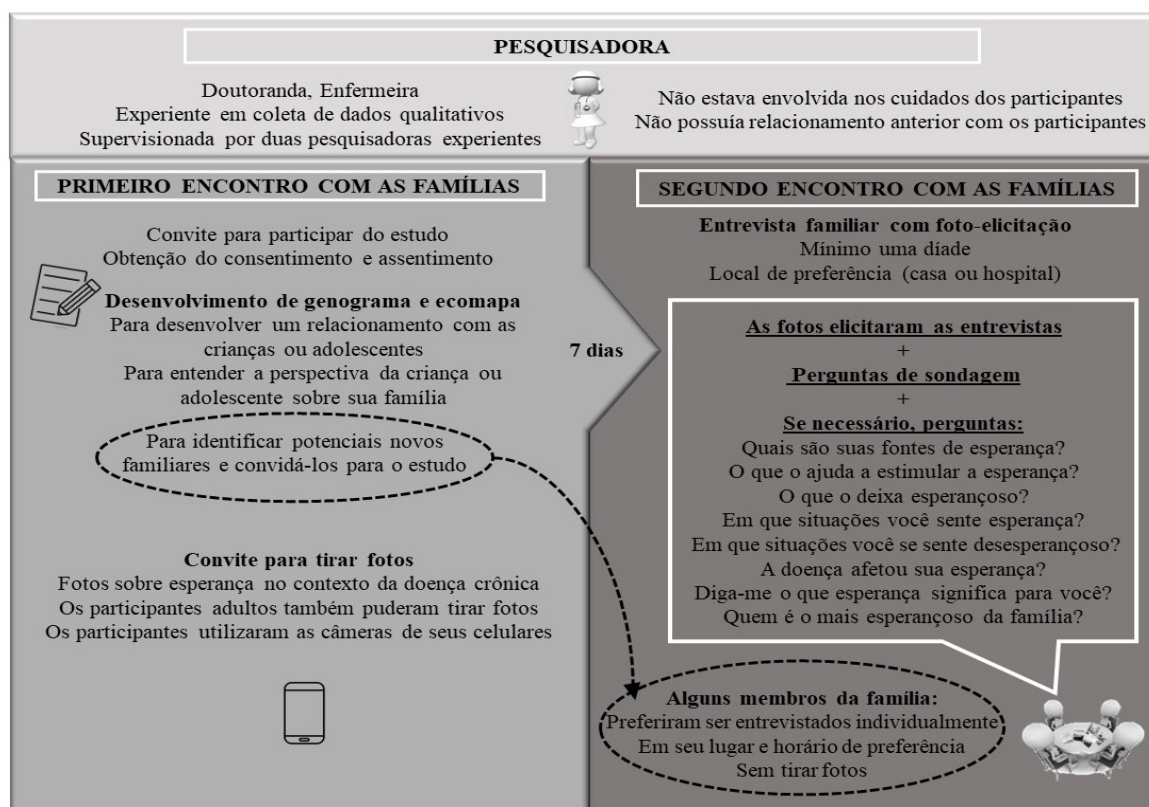 PESQUISADORA
Doutoranda, Enfermeira
Experiente em coleta de dados qualitativos
Supervisionada por duas pesquisadoras experientes
Não estava envolvida nos cuidados dos participantes
Não possuía relacionamento anterior com os participantes
PRIMEIRO ENCONTRO COM AS FAMÍLIAS
Convite para participar do estudo
Obtenção do consentimento e assentimento
Desenvolvimento de genograma e ecomapa
Para desenvolver um relacionamento com as
crianças ou adolescentes
Para entender a perspectiva da criança ou
adolescente sobre sua família
Para identificar potenciais novos
familiares e convidá-los para o estudo
Convite para tirar fotos
Fotos sobre esperança no contexto da doença crônica
Os participantes adultos também puderam tirar fotos
Os participantes utilizaram as câmeras de seus celulares
7 dias
SEGUNDO ENCONTRO COM AS FAMÍLIAS
Entrevista familiar com foto-elicitação
Mínimo uma díade
Local de preferência (casa ou hospital)
As fotos elicitaram as entrevistas
+
Perguntas de sondagem
+
Se necessário, perguntas:
Quais são suas fontes de esperança?
O que o ajuda a estimular a esperança?
O que o deixa esperançoso?
Em que situações você sente esperança?
Em que situações você se sente desesperançoso?
A doença afetou sua esperança?
Diga-me o que esperança significa para você?
Quem é o mais esperançoso da família?
Alguns membros da família:
Preferiram ser entrevistados individualmente
Em seu lugar e horário de preferência
Sem tirar fotos